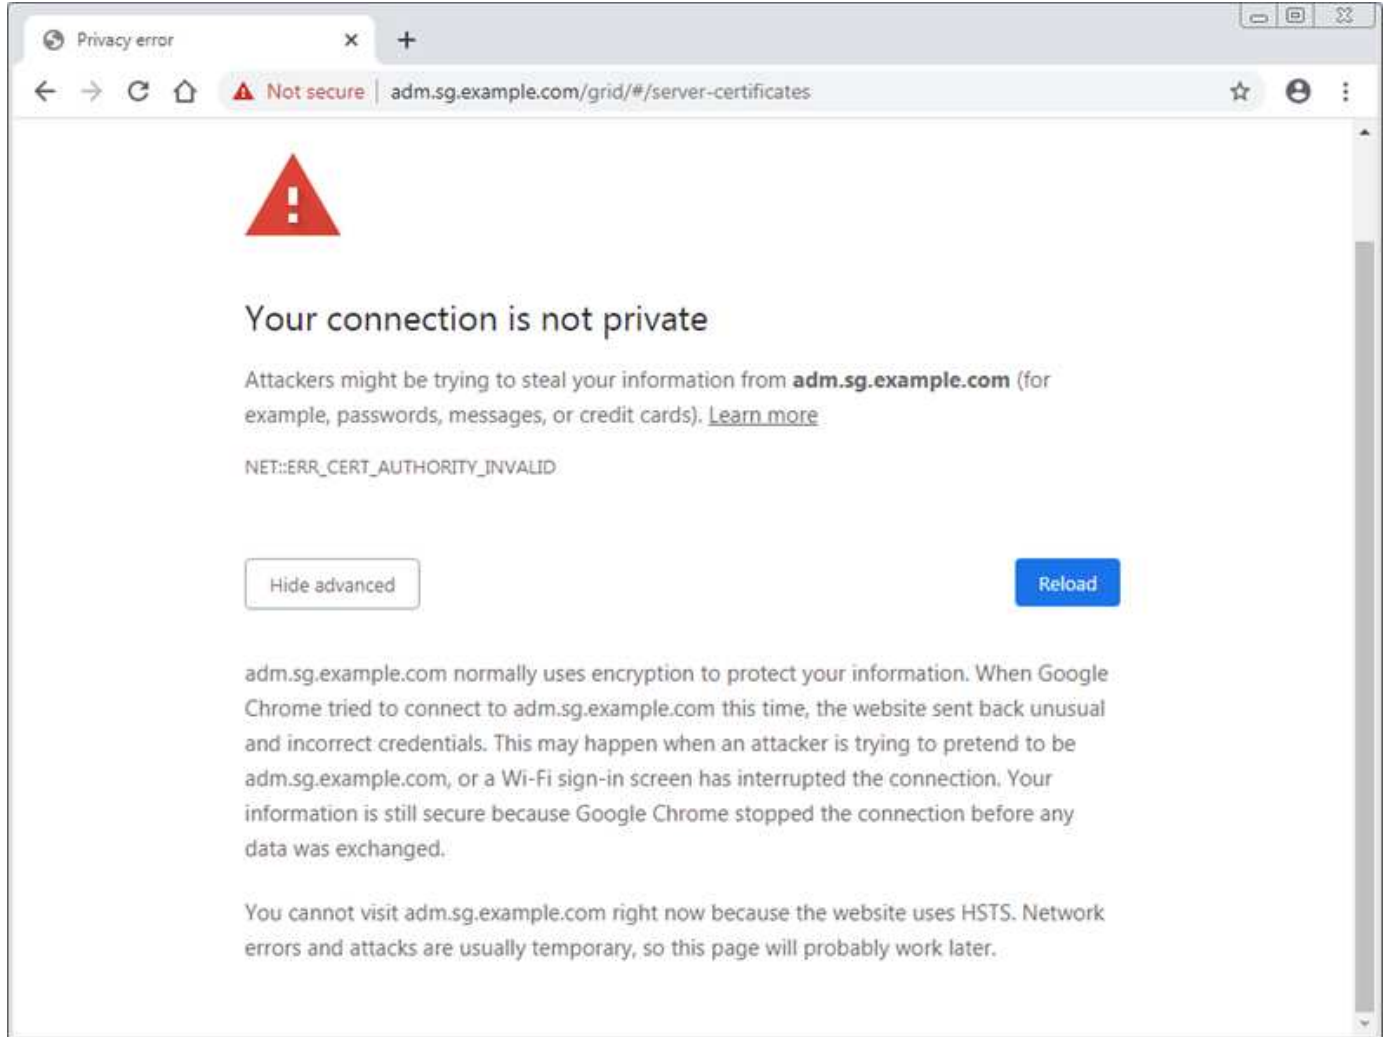 Privacy error
Not secure
adm.sg.example.com/grid/#/server-certificates
Your connection is not private
Attackers might be trying to steal your information from adm.sg.example.com (for
example, passwords, messages, or credit cards). Learn more
NET::ERR_CERT_AUTHORITY_INVALID
Hide advanced
Reload
adm.sg.example.com normally uses encryption to protect your information. When Google
Chrome tried to connect to adm.sg.example.com this time, the website sent back unusual
and incorrect credentials. This may happen when an attacker is trying to pretend to be
adm.sg.example.com, or a Wi-Fi sign-in screen has interrupted the connection. Your
information is still secure because Google Chrome stopped the connection before any
data was exchanged.
You cannot visit adm.sg.example.com right now because the website uses HSTS. Network
errors and attacks are usually temporary, so this page will probably work later.